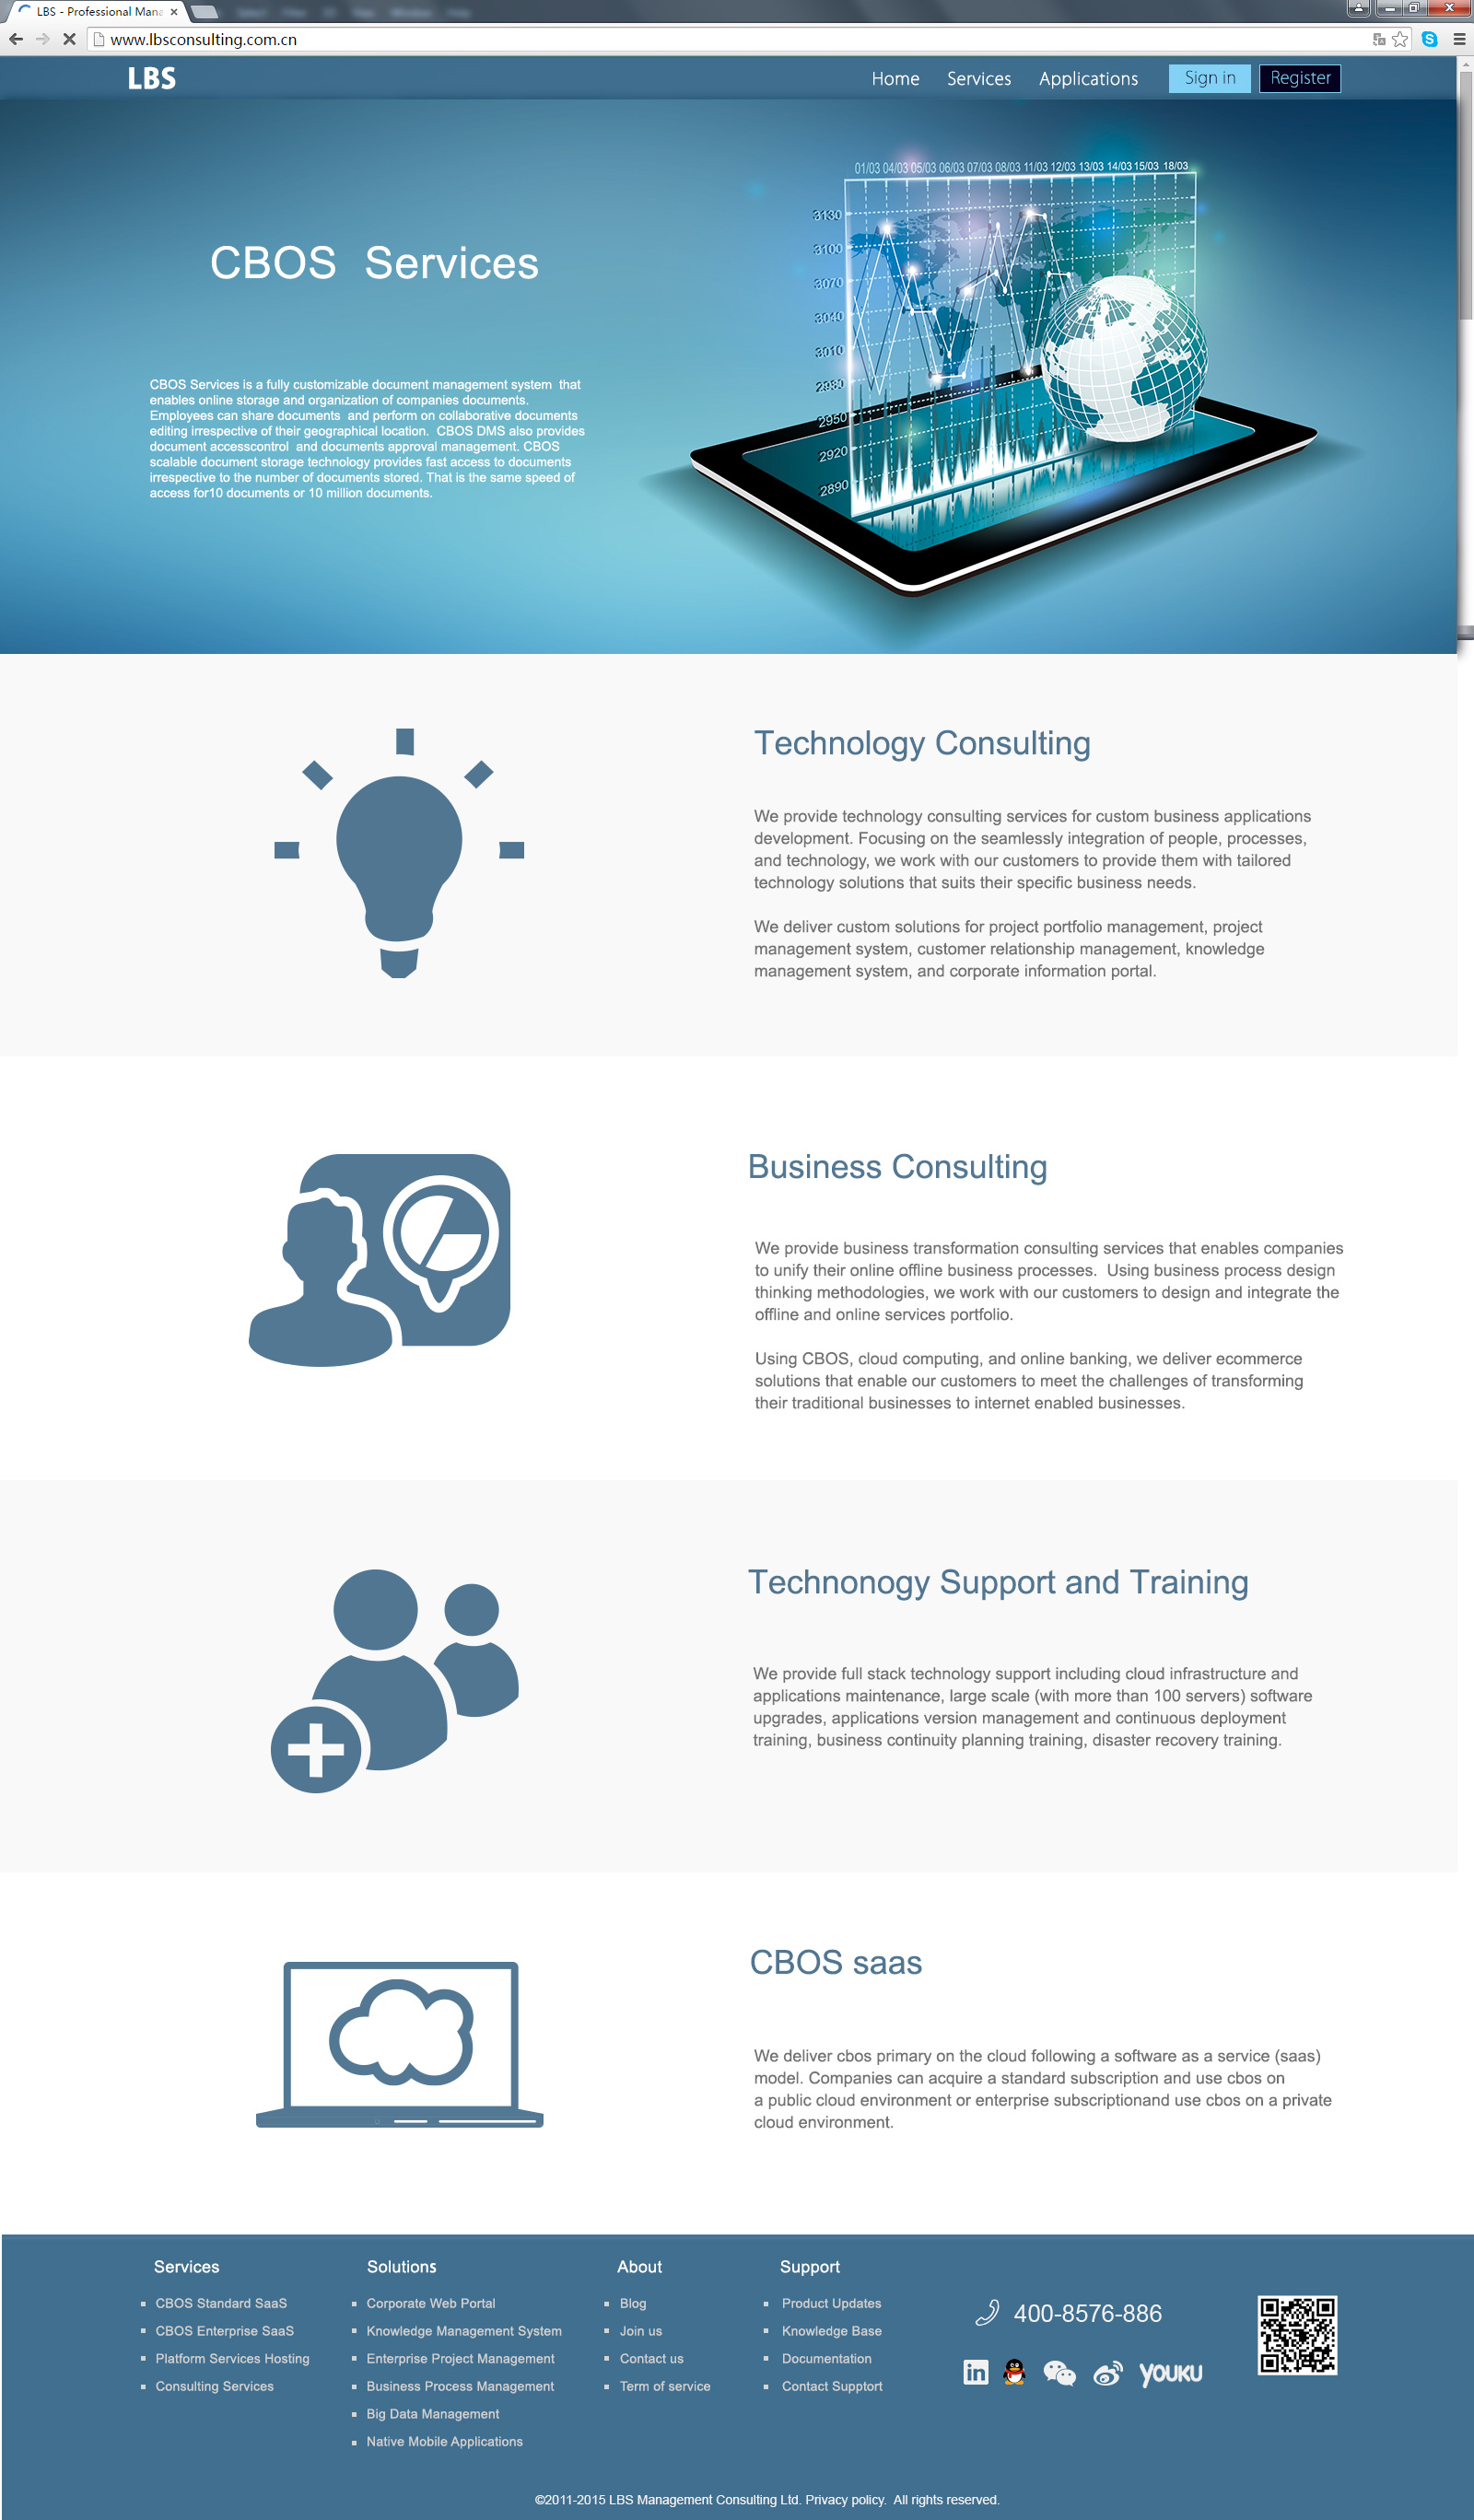 LBS - Professional Mana
www.lbsconsulting.com.cn
LBS
Home Services Applications Sign in Register
01/03 04/03 05/03 06/03 07/03 08/03 11/03 12/03 13/03 14/03 15/03 18/03
3130
3100
3070
3040
3010
2980
2950
2920
2890
CBOS Services
CBOS Services is a fully customizable document management system that
enables online storage and organization of companies documents.
Employees can share documents and perform on collaborative documents
editing irrespective of their geographical location. CBOS DMS also provides
document accesscontrol and documents approval management. CBOS
scalable document storage technology provides fast access to documents
irrespective to the number of documents stored. That is the same speed of
access for10 documents or 10 million documents.
Technology Consulting
We provide technology consulting services for custom business applications
development. Focusing on the seamlessly integration of people, processes,
and technology, we work with our customers to provide them with tailored
technology solutions that suits their specific business needs.
We deliver custom solutions for project portfolio management, project
management system, customer relationship management, knowledge
management system, and corporate information portal.
Business Consulting
We provide business transformation consulting services that enables companies
to unify their online offline business processes. Using business process design
thinking methodologies, we work with our customers to design and integrate the
offline and online services portfolio.
Using CBOS, cloud computing, and online banking, we deliver ecommerce
solutions that enable our customers to meet the challenges of transforming
their traditional businesses to internet enabled businesses.
Technonogy Support and Training
We provide full stack technology support including cloud infrastructure and
applications maintenance, large scale (with more than 100 servers) software
upgrades, applications version management and continuous deployment
training, business continuity planning training, disaster recovery training.
CBOS saas
We deliver cbos primary on the cloud following a software as a service (saas)
model. Companies can acquire a standard subscription and use cbos on
a public cloud environment or enterprise subscriptionand use cbos on a private
cloud environment.
Services
CBOS Standard SaaS
CBOS Enterprise SaaS
Platform Services Hosting
Consulting Services
Solutions
Corporate Web Portal
Knowledge Management System
Enterprise Project Management
Business Process Management
Big Data Management
Native Mobile Applications
About
Blog
Join us
Contact us
Term of service
Support
Product Updates
Knowledge Base
Documentation
Contact Supptort
400-8576-886
in
YOUKU
©2011-2015 LBS Management Consulting Ltd. Privacy policy. All rights reserved.